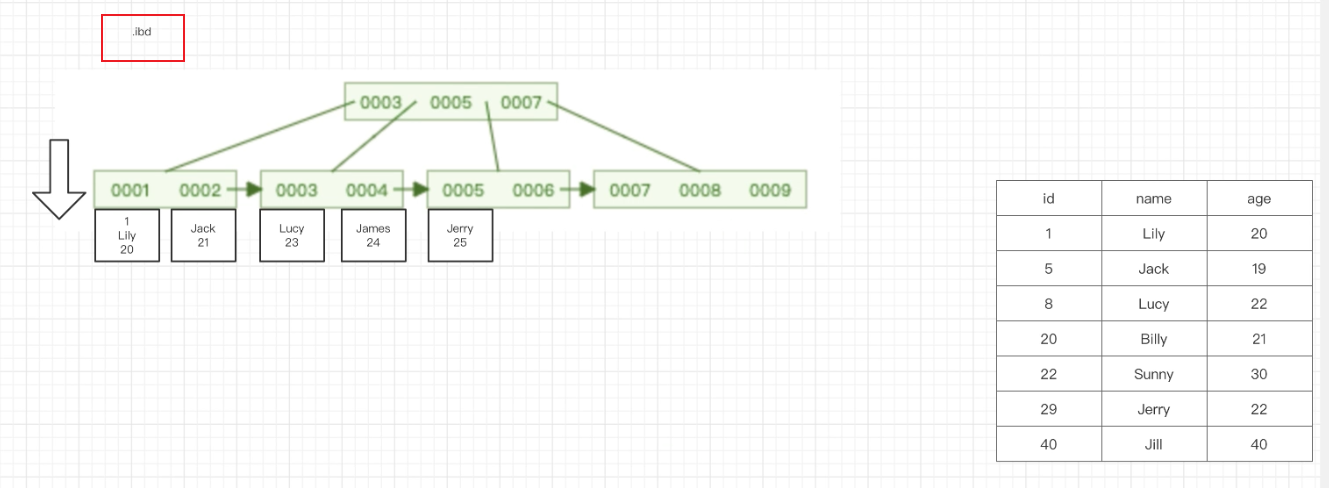 .ibd
0003 0005 0007
0001 0002 0003 0004 0005 0006 0007 0008 0009
1
Lily
20
Jack
21
Lucy
23
James
24
Jerry
25
id name age
1 Lily 20
5 Jack 19
8 Lucy 22
20 Billy 21
22 Sunny 30
29 Jerry 22
40 Jill 40